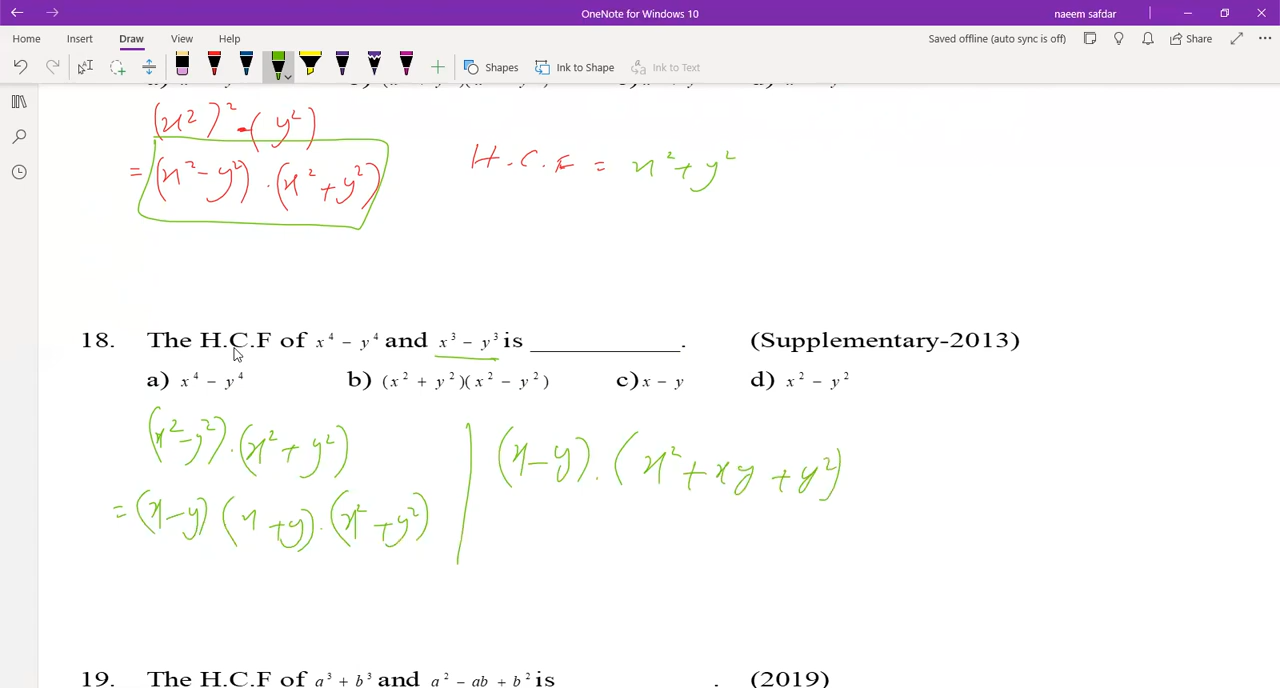 OneNote for Windows 10
naeem safdar
Home Insert Draw View Help
Saved offline (auto sync is off)
Share
Shapes
Ink to Shape
Ink to Text
(x²)² - (y²)
= (x² - y²) · (x² + y²)
H.C.F = x² + y²
18. The H.C.F of x⁴ - y⁴ and x³ - y³ is ____________. (Supplementary-2013)
a) x⁴ - y⁴ b) (x² + y²)(x² - y²) c) x - y d) x² - y²
(x² - y²) · (x² + y²)
= (x - y) (x + y) · (x² + y²)
(x - y) · (x² + xy + y²)
19. The H.C.F of a³ + b³ and a² - ab + b² is ____________. (2019)